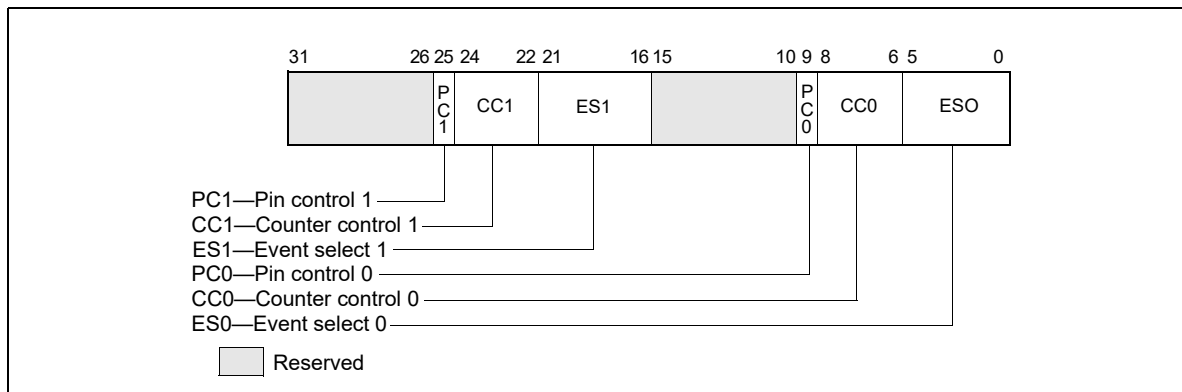 31 26 25 24 22 21 16 15 10 9 8 6 5 0
PC1 CC1 ES1 PC0 CC0 ESO
PC1—Pin control 1
CC1—Counter control 1
ES1—Event select 1
PC0—Pin control 0
CC0—Counter control 0
ES0—Event select 0
Reserved